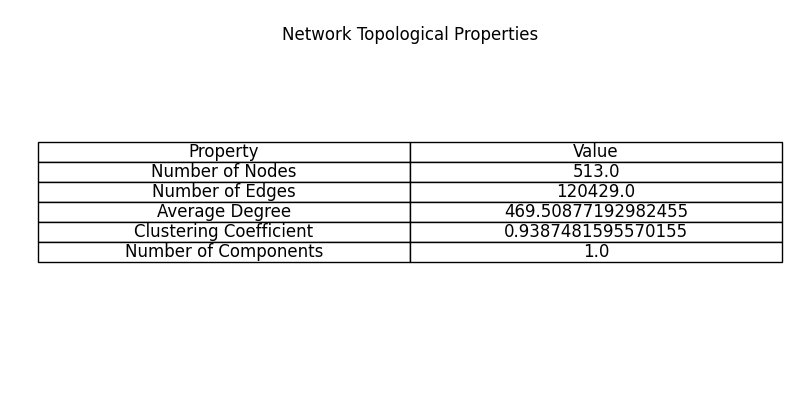 Network Topological Properties
Property Value
Number of Nodes 513.0
Number of Edges 120429.0
Average Degree 469.50877192982455
Clustering Coefficient 0.9387481595570155
Number of Components 1.0